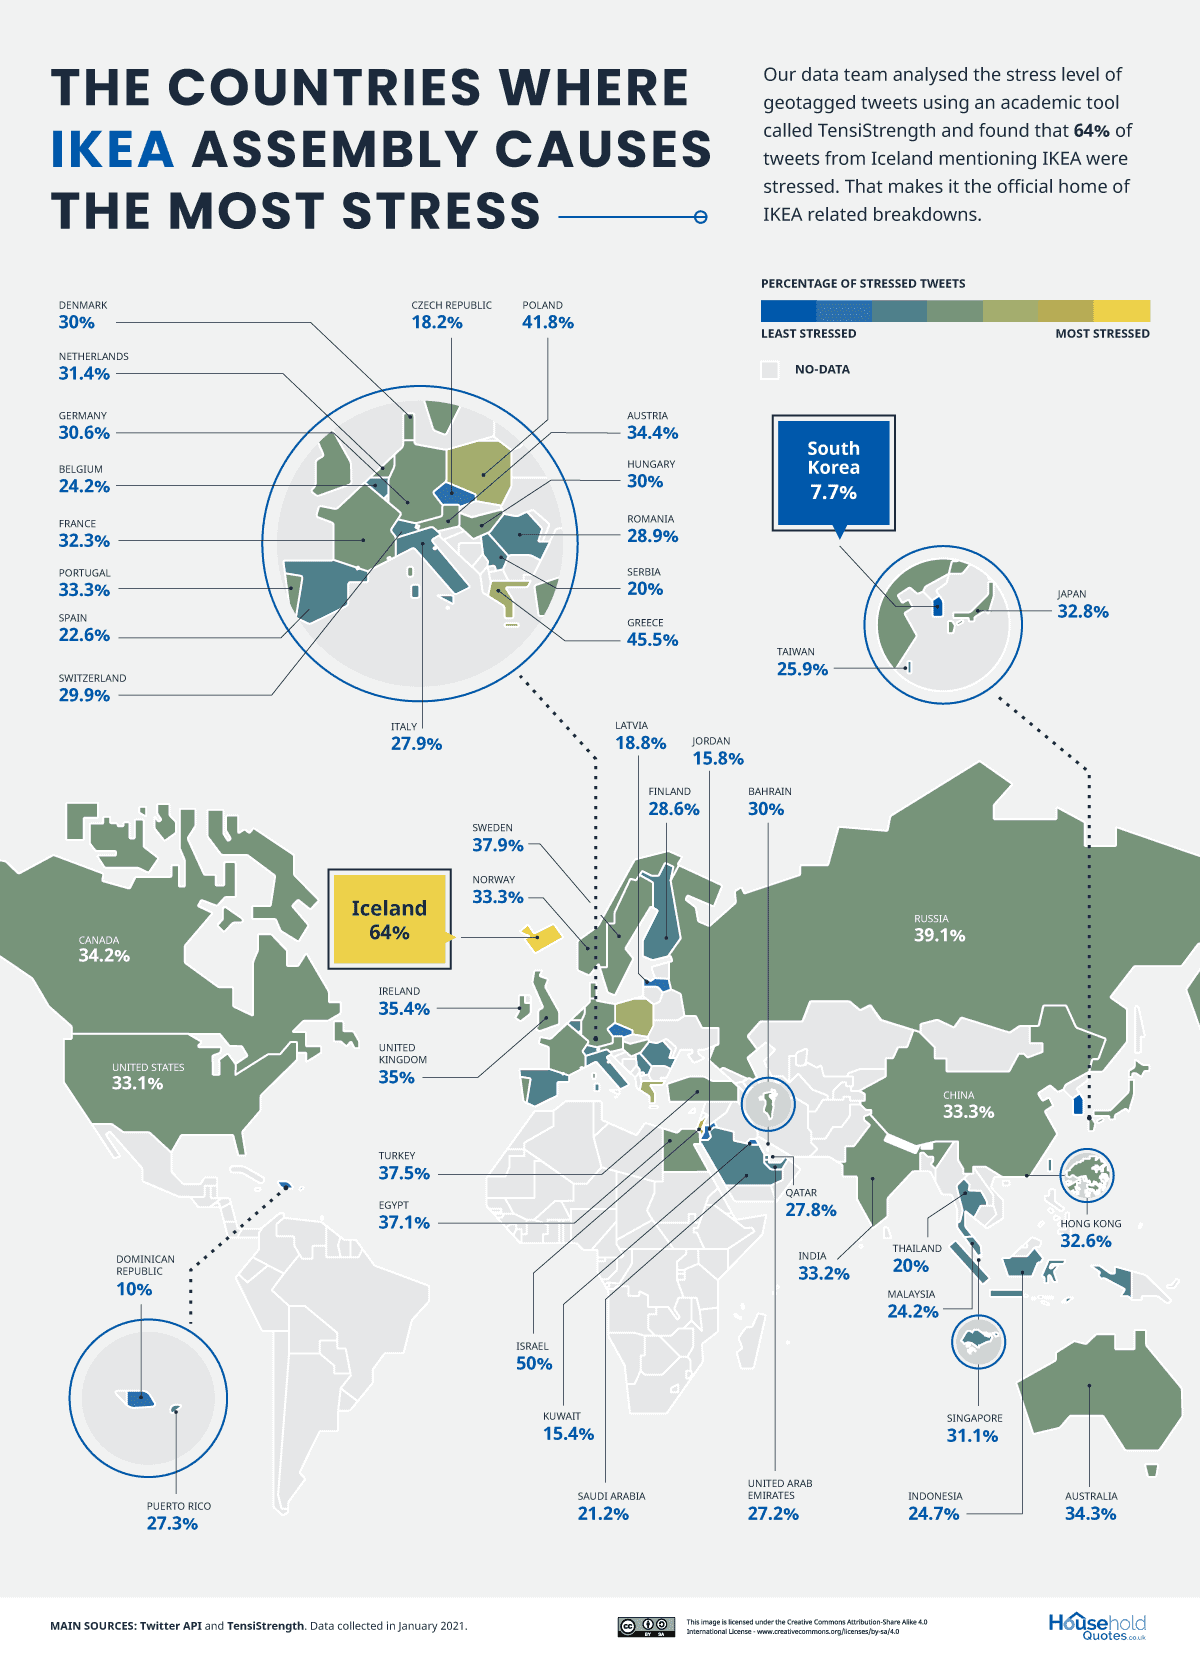 THE COUNTRIES WHERE
IKEA ASSEMBLY CAUSES
THE MOST STRESS
Our data team analysed the stress level of
geotagged tweets using an academic tool
called TensiStrength and found that 64% of
tweets from Iceland mentioning IKEA were
stressed. That makes it the official home of
IKEA related breakdowns.
PERCENTAGE OF STRESSED TWEETS
LEAST STRESSED
MOST STRESSED
NO-DATA
DENMARK
30%
NETHERLANDS
31.4%
GERMANY
30.6%
BELGIUM
24.2%
FRANCE
32.3%
PORTUGAL
33.3%
SPAIN
22.6%
SWITZERLAND
29.9%
CZECH REPUBLIC
18.2%
POLAND
41.8%
AUSTRIA
34.4%
HUNGARY
30%
ROMANIA
28.9%
SERBIA
20%
GREECE
45.5%
ITALY
27.9%
South
Korea
7.7%
JAPAN
32.8%
TAIWAN
25.9%
LATVIA
18.8%
JORDAN
15.8%
FINLAND
28.6%
BAHRAIN
30%
SWEDEN
37.9%
NORWAY
33.3%
Iceland
64%
CANADA
34.2%
RUSSIA
39.1%
IRELAND
35.4%
UNITED
KINGDOM
35%
UNITED STATES
33.1%
CHINA
33.3%
TURKEY
37.5%
EGYPT
37.1%
QATAR
27.8%
HONG KONG
32.6%
INDIA
33.2%
THAILAND
20%
MALAYSIA
24.2%
DOMINICAN
REPUBLIC
10%
ISRAEL
50%
KUWAIT
15.4%
SINGAPORE
31.1%
PUERTO RICO
27.3%
SAUDI ARABIA
21.2%
UNITED ARAB
EMIRATES
27.2%
INDONESIA
24.7%
AUSTRALIA
34.3%
MAIN SOURCES: Twitter API and TensiStrength. Data collected in January 2021.
CC
BY SA
This image is licensed under the Creative Commons Attribution-Share Alike 4.0
International License - www.creativecommons.org/licenses/by-sa/4.0
Household
Quotes.co.uk